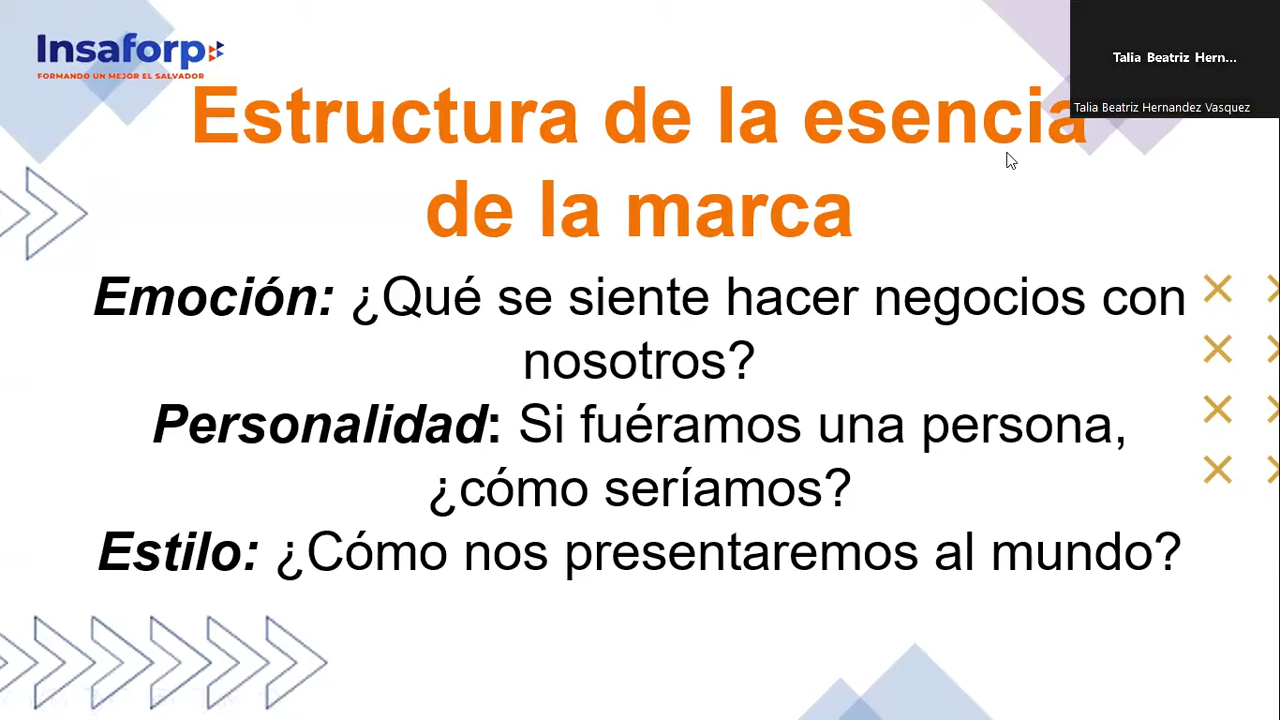 Insaforp
FORMANDO UN MEJOR EL SALVADOR
Talia Beatriz Hern...
Talia Beatriz Hernandez Vasquez
Estructura de la esencia
de la marca
Emoción: ¿Qué se siente hacer negocios con
nosotros?
Personalidad: Si fuéramos una persona,
¿cómo seríamos?
Estilo: ¿Cómo nos presentaremos al mundo?